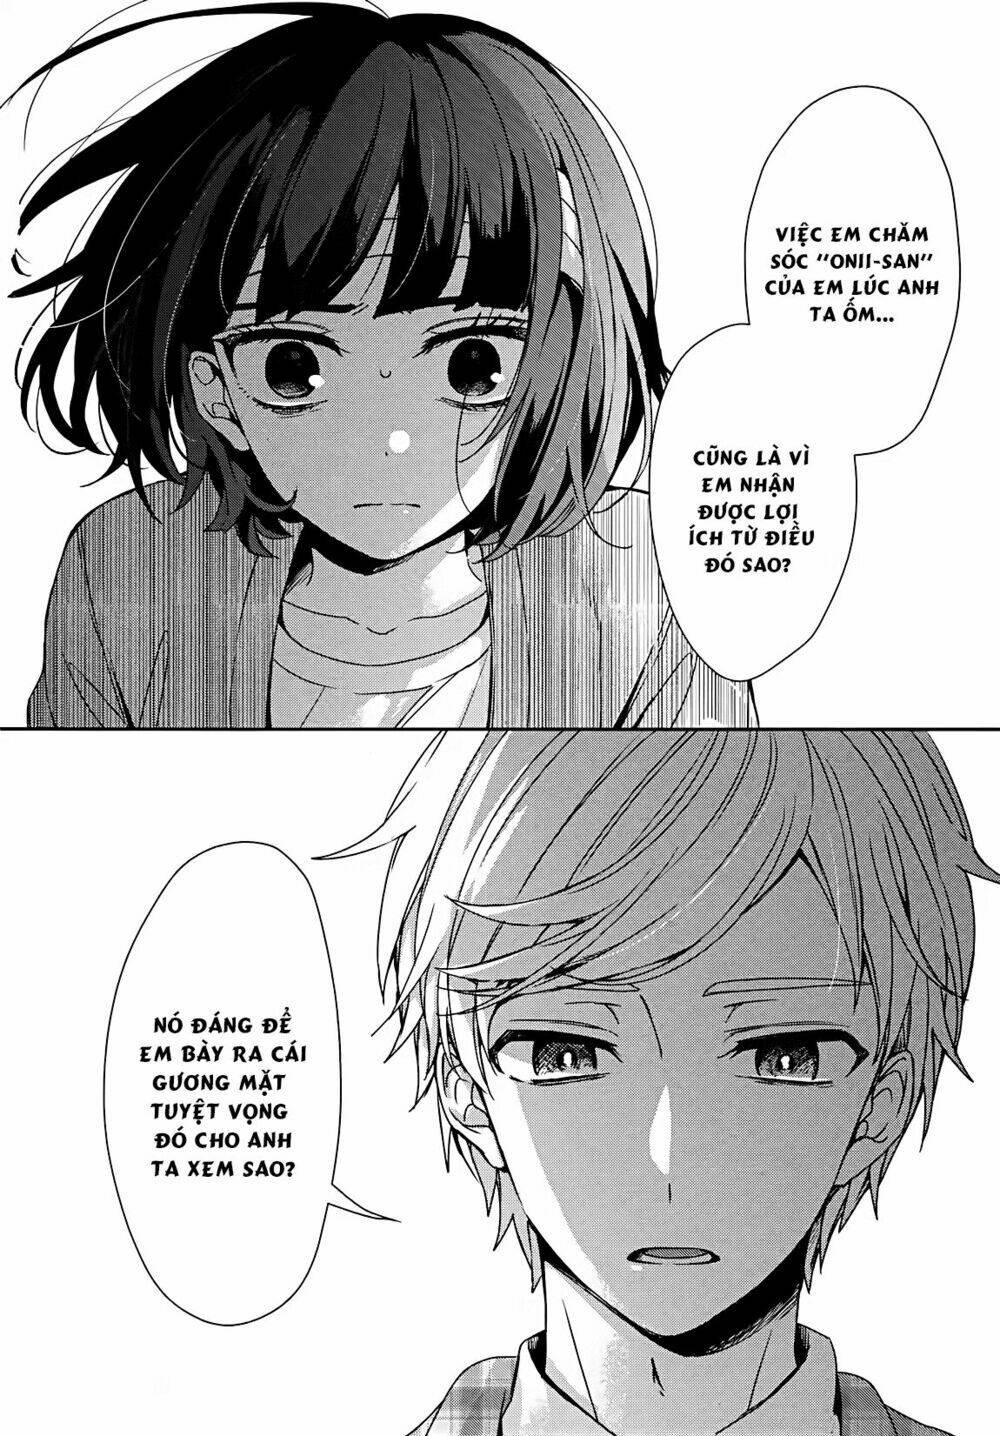 VIỆC EM CHĂM
SÓC "ONII-SAN"
CỦA EM LÚC ANH
TA ỐM...
CŨNG LÀ VÌ
EM NHẬN
ĐƯỢC LỢI
ÍCH TỪ ĐIỀU
ĐÓ SAO?
NÓ ĐÁNG ĐỂ
EM BÀY RA CÁI
GƯƠNG MẶT
TUYỆT VỌNG
ĐÓ CHO ANH
TA XEM SAO?